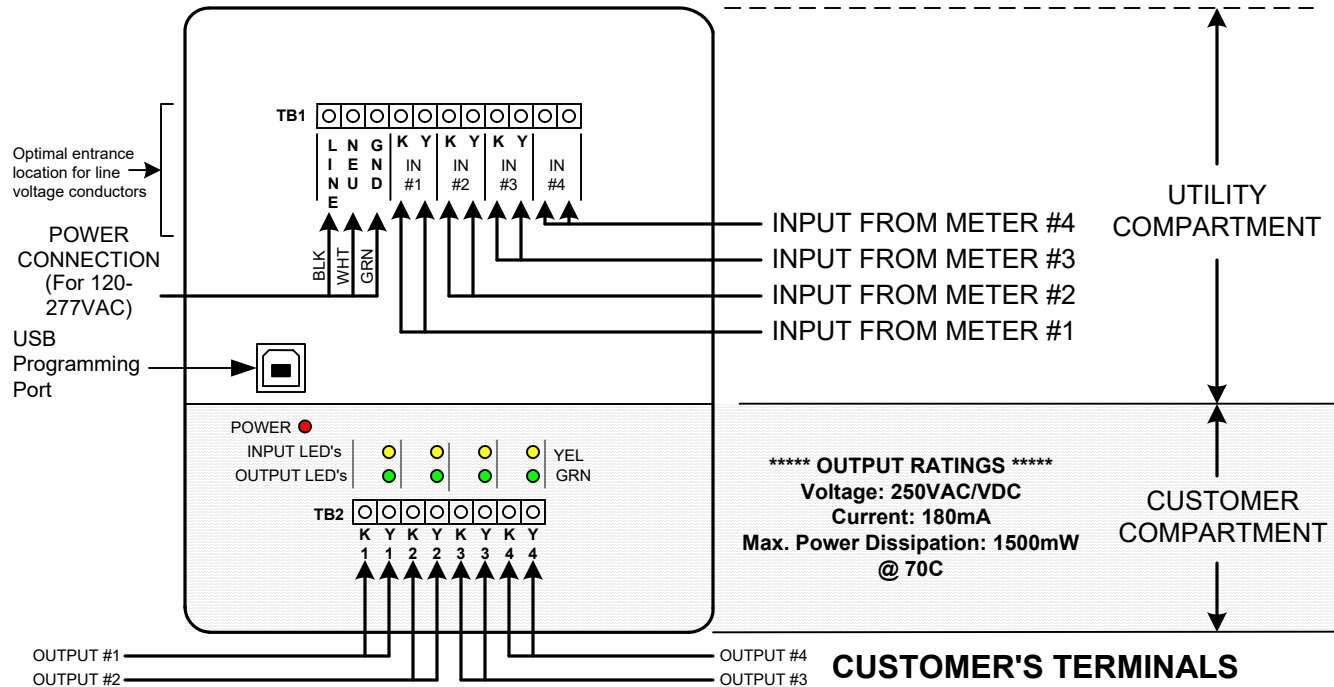 TB1
L I N E
N E U
G N D
K Y K Y K Y
IN #1
IN #2
IN #3
IN #4
Optimal entrance
location for line
voltage conductors
POWER
CONNECTION
(For 120-
277VAC)
BLK
WHT
GRN
INPUT FROM METER #4
INPUT FROM METER #3
INPUT FROM METER #2
INPUT FROM METER #1
UTILITY
COMPARTMENT
USB
Programming
Port
POWER
INPUT LED's
YEL
OUTPUT LED's
GRN
TB2
K Y K Y K Y K Y
1 1 2 2 3 3 4 4
***** OUTPUT RATINGS *****
Voltage: 250VAC/VDC
Current: 180mA
Max. Power Dissipation: 1500mW
@ 70C
CUSTOMER
COMPARTMENT
OUTPUT #1
OUTPUT #2
OUTPUT #4
OUTPUT #3
CUSTOMER'S TERMINALS